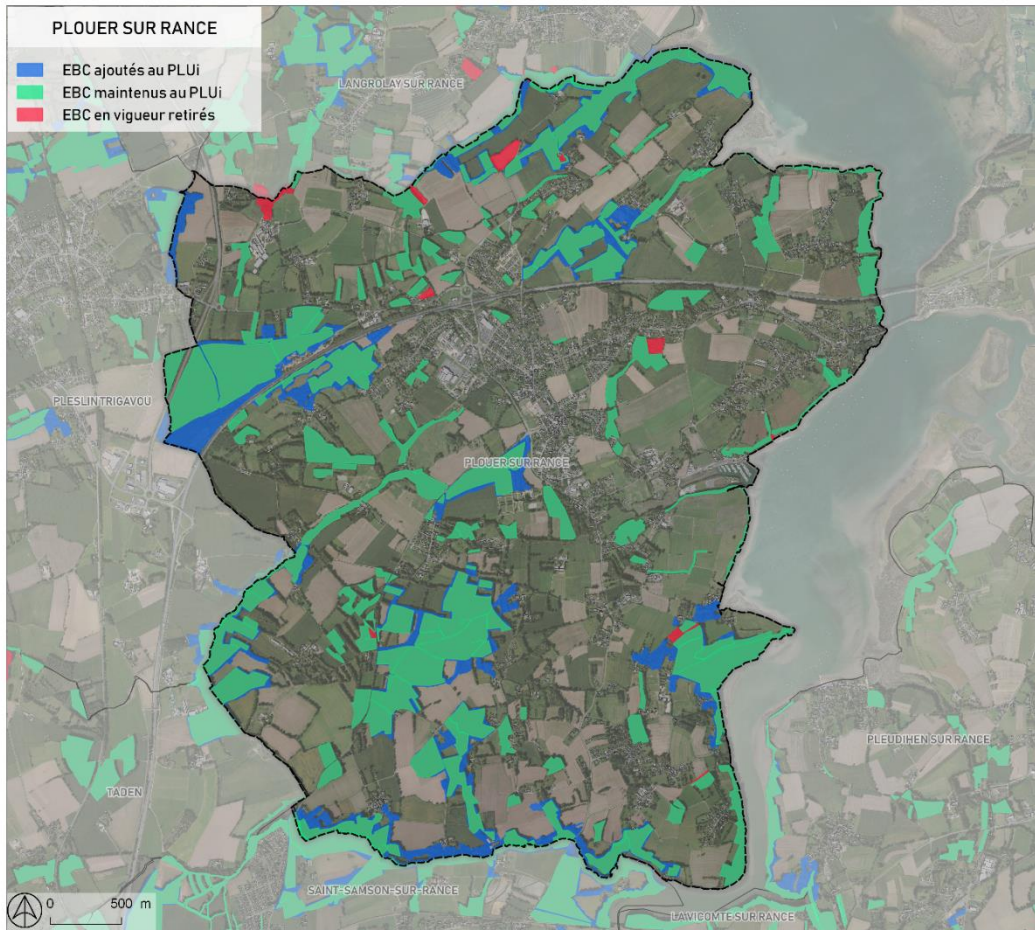 PLOUER SUR RANCE
EBC ajoutés au PLUi
EBC maintenus au PLUi
EBC en vigueur retirés
LANGROLAY SUR RANCE
PLESLIN TRIGAVOU
PLOUER SUR RANCE
PLEUDIHEN SUR RANCE
TADEN
SAINT-SAMSON-SUR-RANCE
LA VICOMTE SUR RANCE
0 500 m